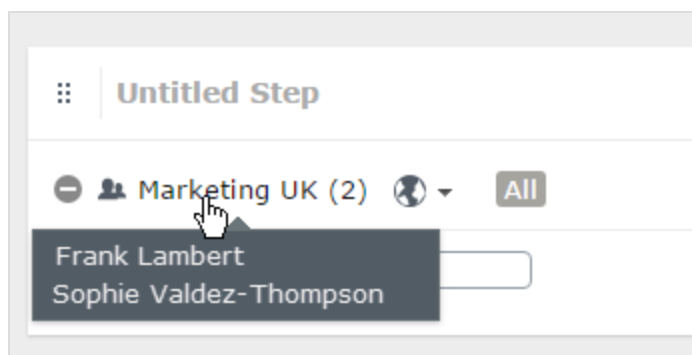 Untitled Step
Marketing UK (2) All
Frank Lambert
Sophie Valdez-Thompson